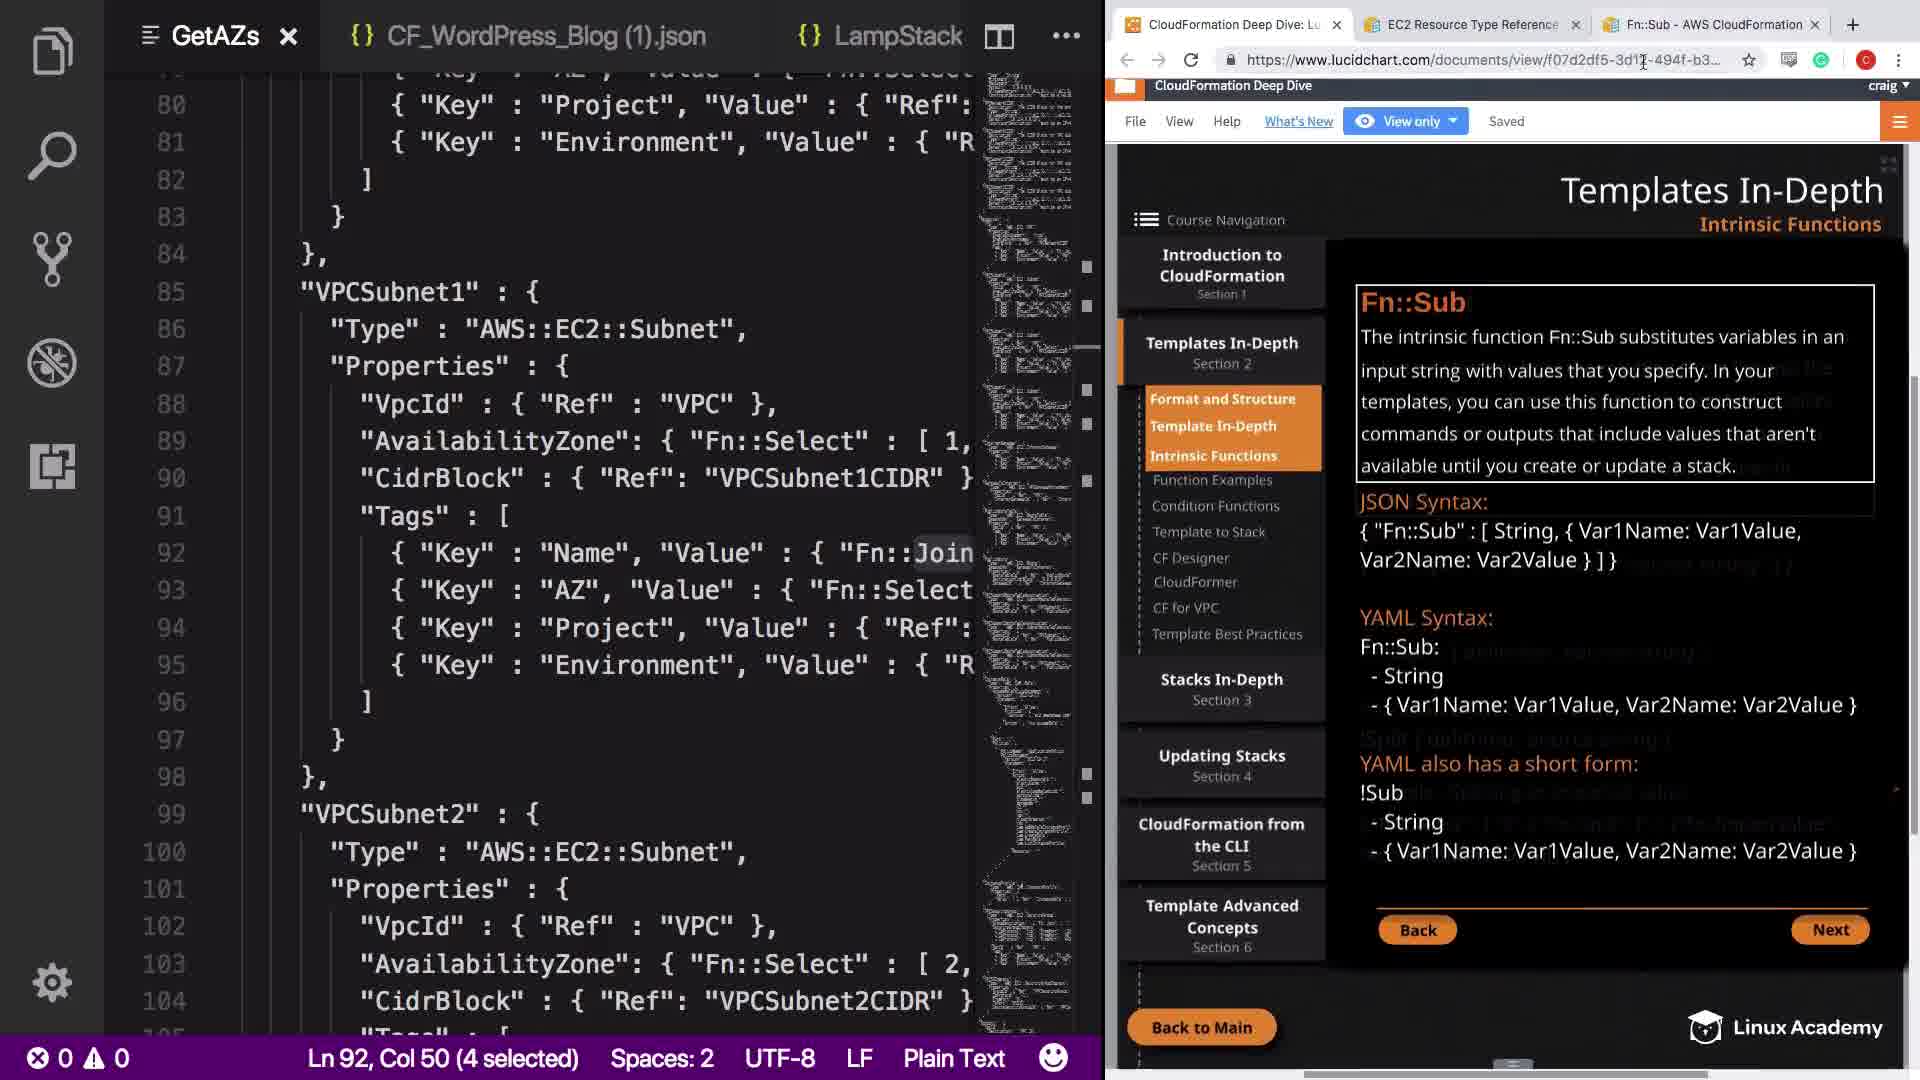 GetAZs
CF_WordPress_Blog (1).json
LampStack
80 { "Key" : "Project", "Value" : { "Ref":
81 { "Key" : "Environment", "Value" : { "R
82 ]
83 }
84 },
85 "VPCSubnet1" : {
86 "Type" : "AWS::EC2::Subnet",
87 "Properties" : {
88 "VpcId" : { "Ref" : "VPC" },
89 "AvailabilityZone": { "Fn::Select" : [ 1,
90 "CidrBlock" : { "Ref": "VPCSubnet1CIDR" }
91 "Tags" : [
92 { "Key" : "Name", "Value" : { "Fn::Join
93 { "Key" : "AZ", "Value" : { "Fn::Select
94 { "Key" : "Project", "Value" : { "Ref":
95 { "Key" : "Environment", "Value" : { "R
96 ]
97 }
98 },
99 "VPCSubnet2" : {
100 "Type" : "AWS::EC2::Subnet",
101 "Properties" : {
102 "VpcId" : { "Ref" : "VPC" },
103 "AvailabilityZone": { "Fn::Select" : [ 2,
104 "CidrBlock" : { "Ref": "VPCSubnet2CIDR" }
0 0 Ln 92, Col 50 (4 selected) Spaces: 2 UTF-8 LF Plain Text
CloudFormation Deep Dive: Lu
EC2 Resource Type Reference
Fn::Sub - AWS CloudFormation
CloudFormation Deep Dive
craig
File View Help What's New View only Saved
Templates In-Depth
Intrinsic Functions
Course Navigation
Introduction to
CloudFormation
Section 1
Templates In-Depth
Section 2
Format and Structure
Template In-Depth
Intrinsic Functions
Function Examples
Condition Functions
Template to Stack
CF Designer
CloudFormer
CF for VPC
Template Best Practices
Stacks In-Depth
Section 3
Updating Stacks
Section 4
CloudFormation from
the CLI
Section 5
Template Advanced
Concepts
Section 6
Back to Main
Fn::Sub
The intrinsic function Fn::Sub substitutes variables in an
input string with values that you specify. In your
templates, you can use this function to construct
commands or outputs that include values that aren't
available until you create or update a stack.
JSON Syntax:
{ "Fn::Sub" : [ String, { Var1Name: Var1Value,
Var2Name: Var2Value } ] }
YAML Syntax:
Fn::Sub:
- String
- { Var1Name: Var1Value, Var2Name: Var2Value }
YAML also has a short form:
!Sub
- String
- { Var1Name: Var1Value, Var2Name: Var2Value }
Back
Next
Linux Academy